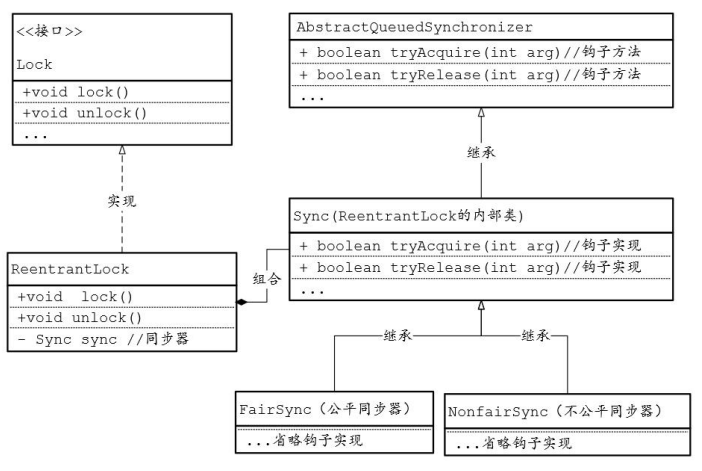 <<接口>>
Lock
+void lock()
+void unlock()
...
AbstractQueuedSynchronizer
+ boolean tryAcquire(int arg)//钩子方法
+ boolean tryRelease(int arg)//钩子方法
...
继承
实现
Sync(ReentrantLock的内部类)
+ boolean tryAcquire(int arg)//钩子实现
+ boolean tryRelease(int arg)//钩子实现
...
ReentrantLock
+void  lock()
+void unlock()
- Sync sync //同步器
组合
继承
继承
FairSync（公平同步器）
...省略钩子实现
NonfairSync（不公平同步器）
...省略钩子实现